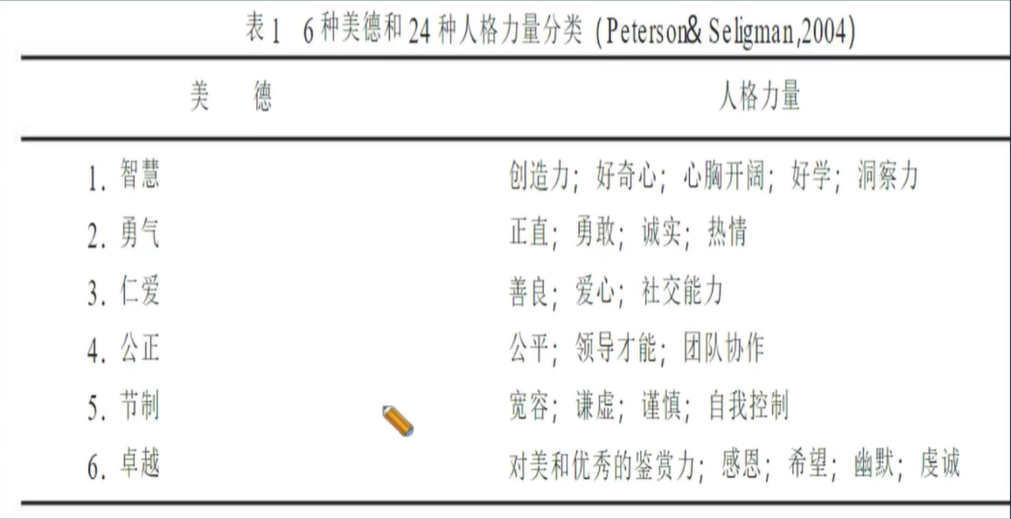 表1 6种美德和24种人格力量分类 (Peterson& Seligman,2004)
美 德 人格力量
1. 智慧 创造力；好奇心；心胸开阔；好学；洞察力
2. 勇气 正直；勇敢；诚实；热情
3. 仁爱 善良；爱心；社交能力
4. 公正 公平；领导才能；团队协作
5. 节制 宽容；谦虚；谨慎；自我控制
6. 卓越 对美和优秀的鉴赏力；感恩；希望；幽默；虔诚